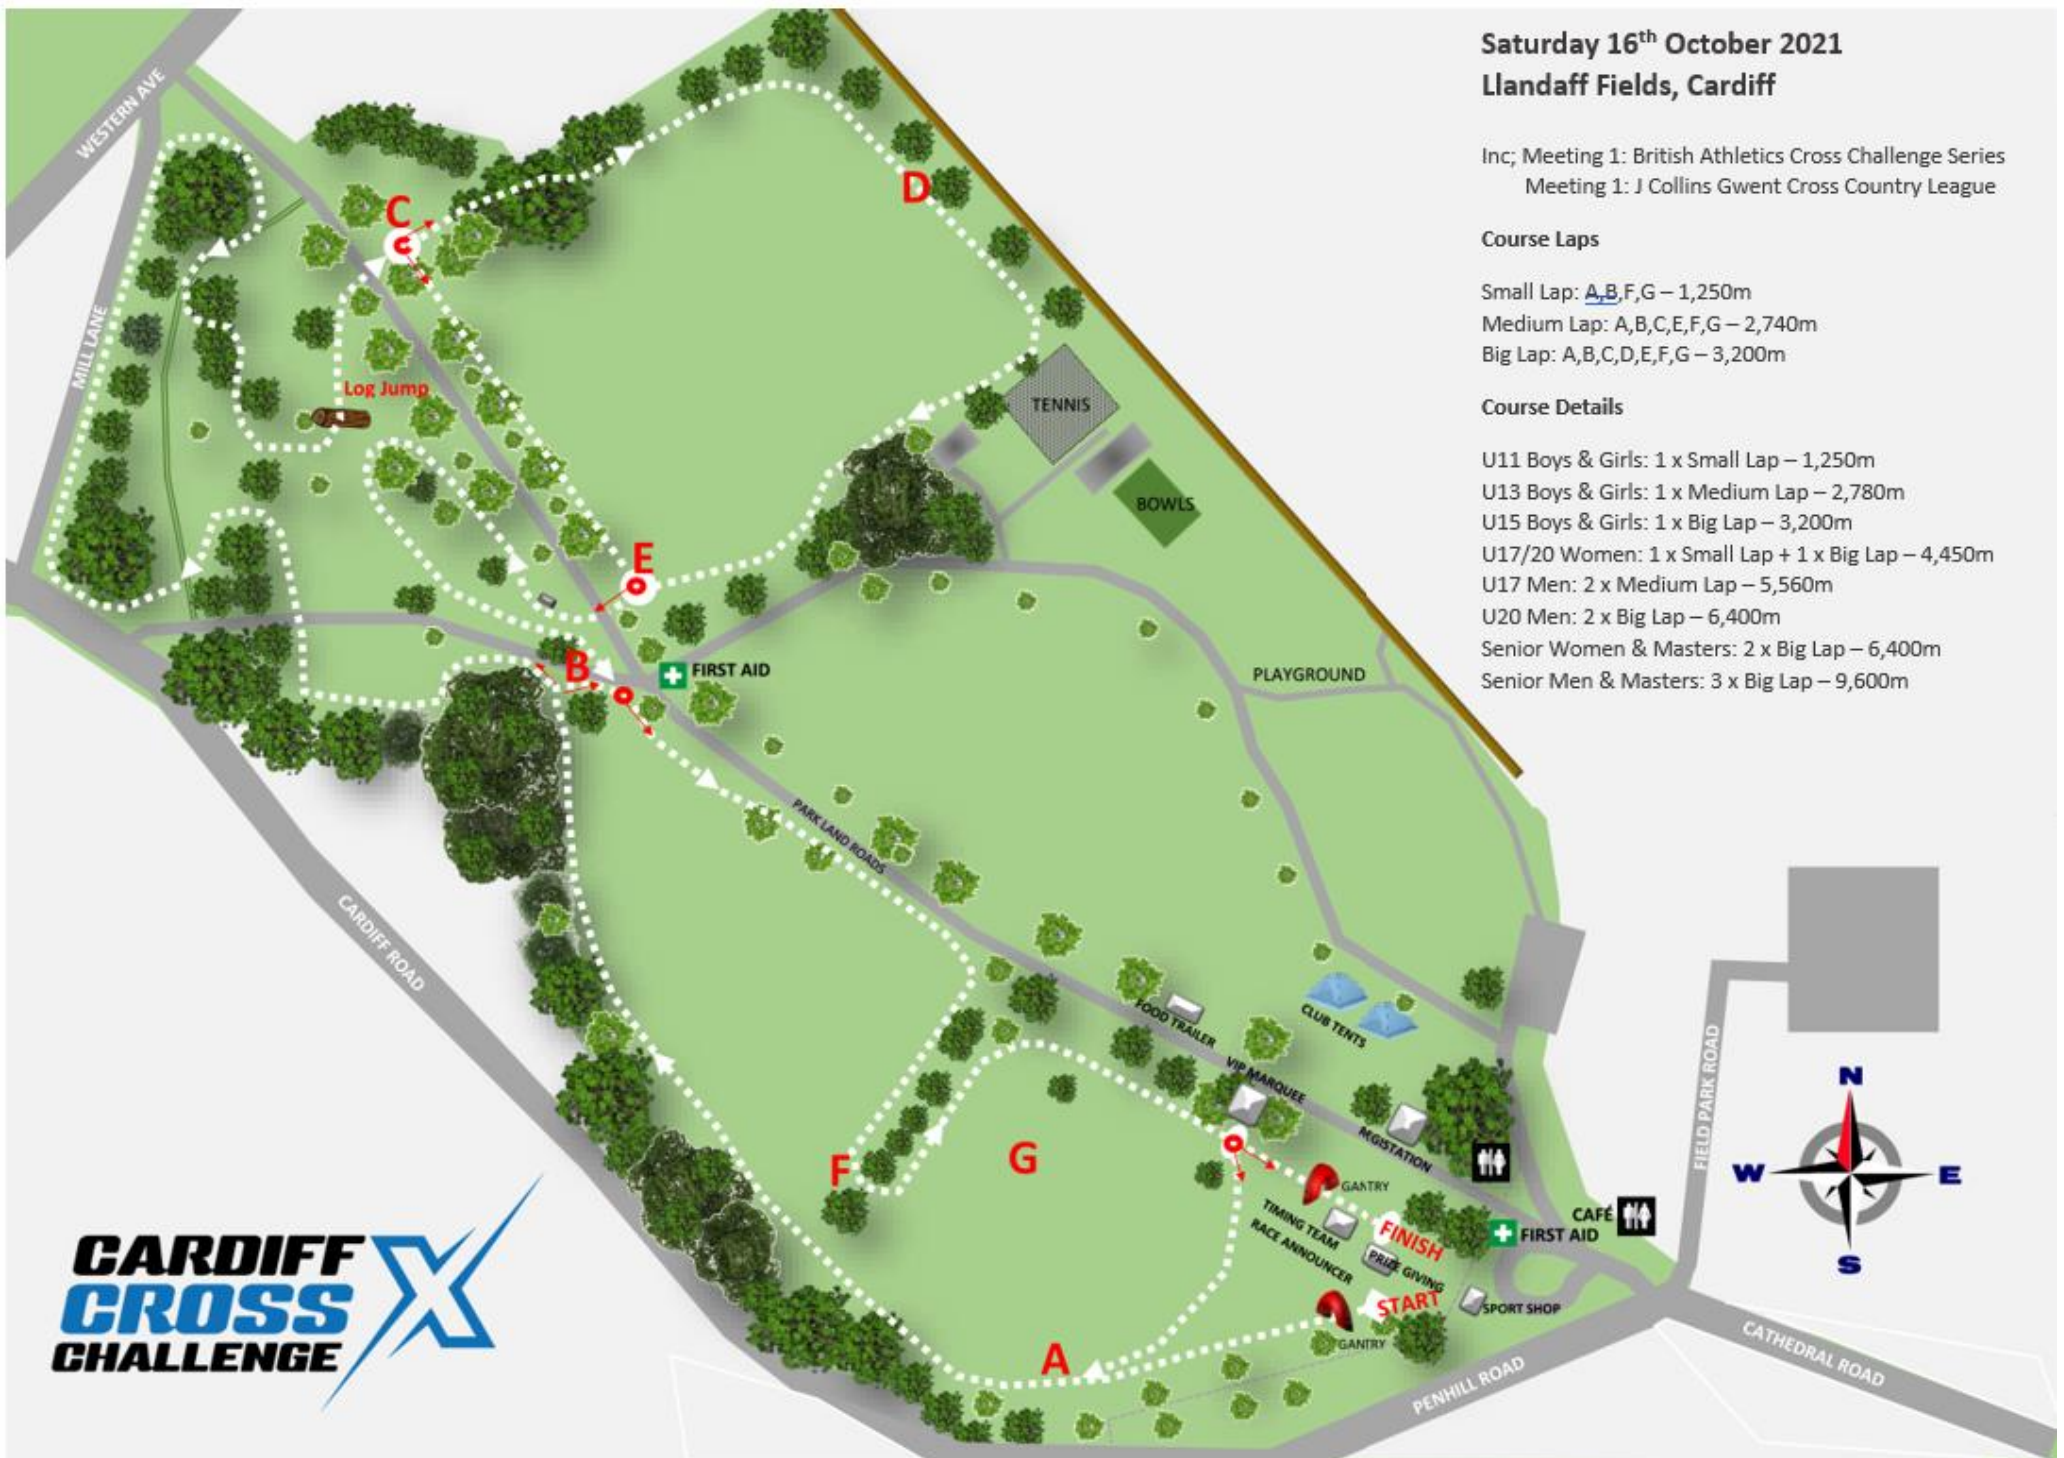 Saturday 16th October 2021
Llandaff Fields, Cardiff
Inc; Meeting 1: British Athletics Cross Challenge Series
Meeting 1: J Collins Gwent Cross Country League
Course Laps
Small Lap: A,B,F,G – 1,250m
Medium Lap: A,B,C,E,F,G – 2,740m
Big Lap: A,B,C,D,E,F,G – 3,200m
Course Details
U11 Boys & Girls: 1 x Small Lap – 1,250m
U13 Boys & Girls: 1 x Medium Lap – 2,780m
U15 Boys & Girls: 1 x Big Lap – 3,200m
U17/20 Women: 1 x Small Lap + 1 x Big Lap – 4,450m
U17 Men: 2 x Medium Lap – 5,560m
U20 Men: 2 x Big Lap – 6,400m
Senior Women & Masters: 2 x Big Lap – 6,400m
Senior Men & Masters: 3 x Big Lap – 9,600m
WESTERN AVE
MILL LANE
C
D
Log Jump
TENNIS
BOWLS
E
B
FIRST AID
PLAYGROUND
PARK LAND ROADS
CARDIFF ROAD
FOOD TRAILER
CLUB TENTS
VIP MARQUEE
REGISTATION
F
G
GANTRY
TIMING TEAM
RACE ANNOUNCER
FINISH
PRIZE GIVING
CAFÉ
FIRST AID
START
SPORT SHOP
GANTRY
A
FIELD PARK ROAD
PENHILL ROAD
CATHEDRAL ROAD
N
W
E
S
CARDIFF
CROSS
CHALLENGE
X